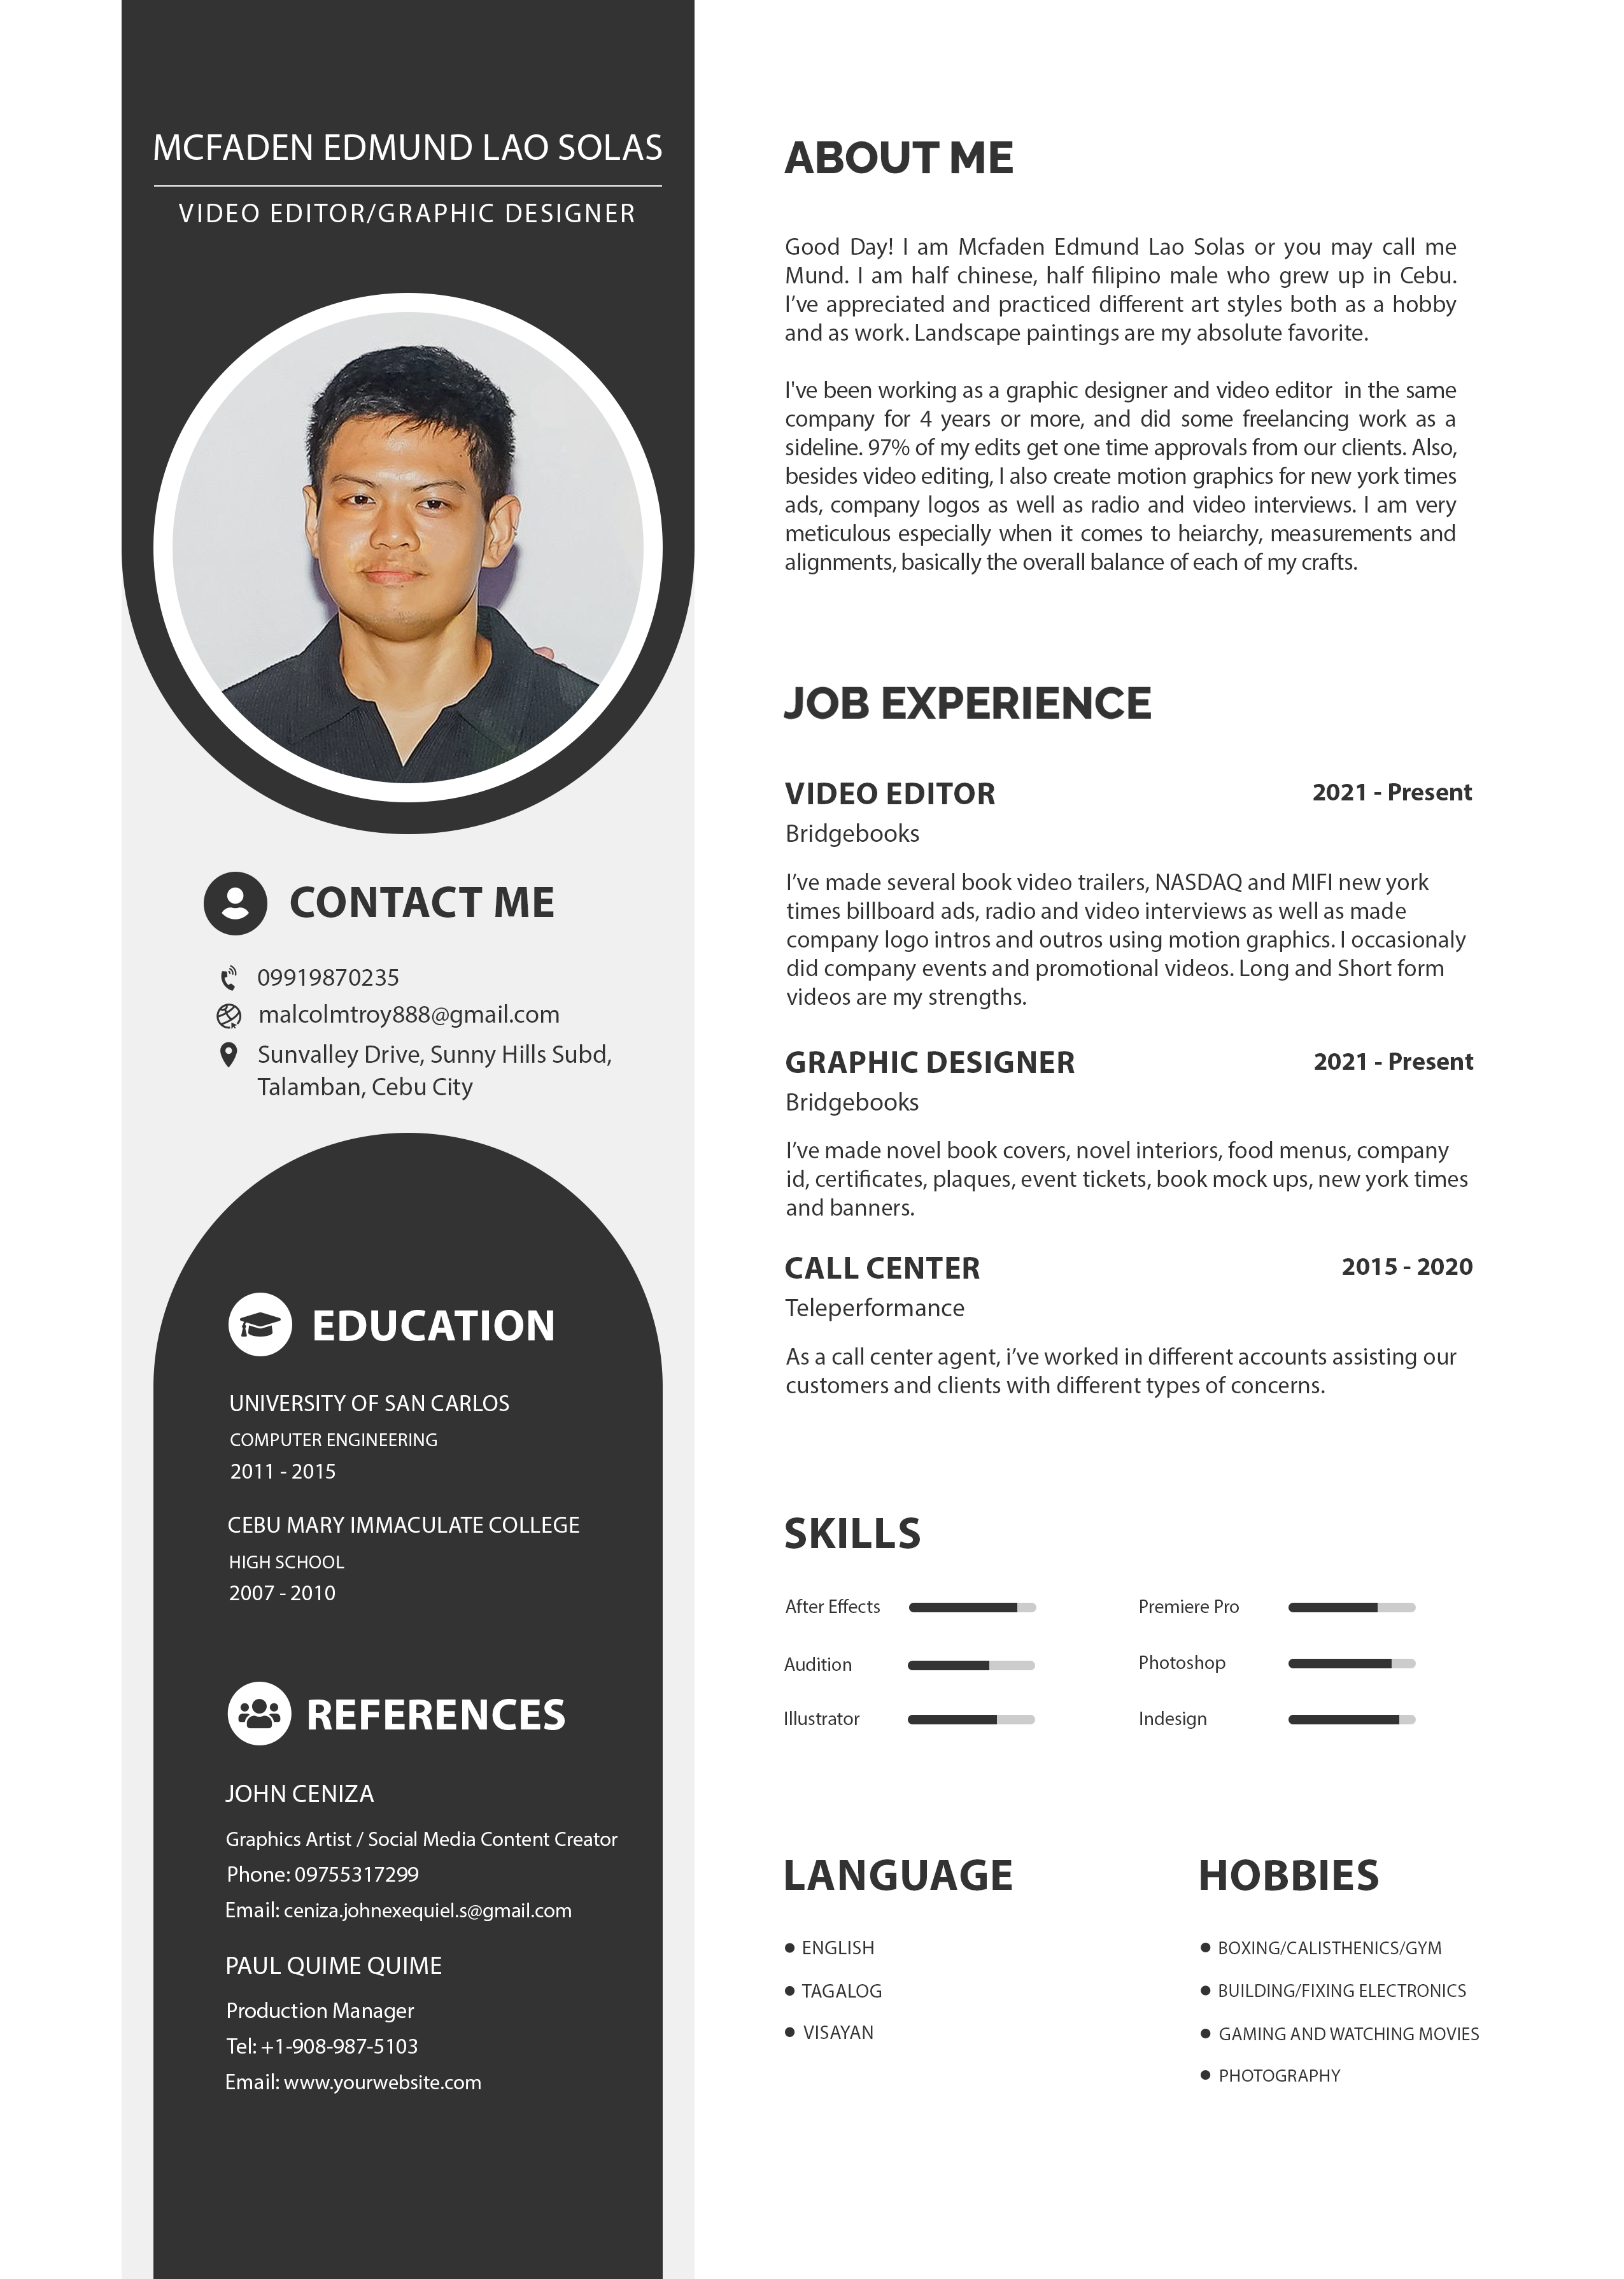 MCFADEN EDMUND LAO SOLAS
VIDEO EDITOR/GRAPHIC DESIGNER
CONTACT ME
09919870235
malcolmtroy888@gmail.com
Sunvalley Drive, Sunny Hills Subd,
Talamban, Cebu City
EDUCATION
UNIVERSITY OF SAN CARLOS
COMPUTER ENGINEERING
2011 - 2015
CEBU MARY IMMACULATE COLLEGE
HIGH SCHOOL
2007 - 2010
REFERENCES
JOHN CENIZA
Graphics Artist / Social Media Content Creator
Phone: 09755317299
Email: ceniza.johnexequiel.s@gmail.com
PAUL QUIME QUIME
Production Manager
Tel: +1-908-987-5103
Email: www.yourwebsite.com
ABOUT ME
Good Day! I am Mcfaden Edmund Lao Solas or you may call me
Mund. I am half chinese, half filipino male who grew up in Cebu.
I’ve appreciated and practiced different art styles both as a hobby
and as work. Landscape paintings are my absolute favorite.
I've been working as a graphic designer and video editor  in the same
company for 4 years or more, and did some freelancing work as a
sideline. 97% of my edits get one time approvals from our clients. Also,
besides video editing, I also create motion graphics for new york times
ads, company logos as well as radio and video interviews. I am very
meticulous especially when it comes to heiarchy, measurements and
alignments, basically the overall balance of each of my crafts.
JOB EXPERIENCE
VIDEO EDITOR 2021 - Present
Bridgebooks
I’ve made several book video trailers, NASDAQ and MIFI new york
times billboard ads, radio and video interviews as well as made
company logo intros and outros using motion graphics. I occasionaly
did company events and promotional videos. Long and Short form
videos are my strengths.
GRAPHIC DESIGNER 2021 - Present
Bridgebooks
I’ve made novel book covers, novel interiors, food menus, company
id, certificates, plaques, event tickets, book mock ups, new york times
and banners.
CALL CENTER 2015 - 2020
Teleperformance
As a call center agent, i’ve worked in different accounts assisting our
customers and clients with different types of concerns.
SKILLS
After Effects Premiere Pro
Audition Photoshop
Illustrator Indesign
LANGUAGE
● ENGLISH
● TAGALOG
● VISAYAN
HOBBIES
● BOXING/CALISTHENICS/GYM
● BUILDING/FIXING ELECTRONICS
● GAMING AND WATCHING MOVIES
● PHOTOGRAPHY